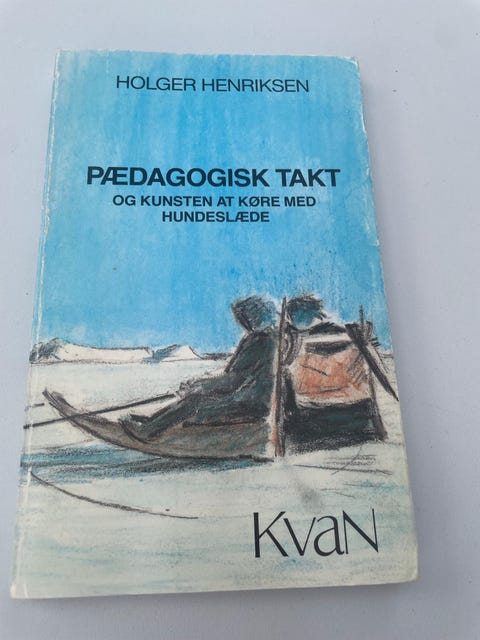 HOLGER HENRIKSEN
PÆDAGOGISK TAKT
OG KUNSTEN AT KØRE MED
HUNDESLÆDE
KvaN